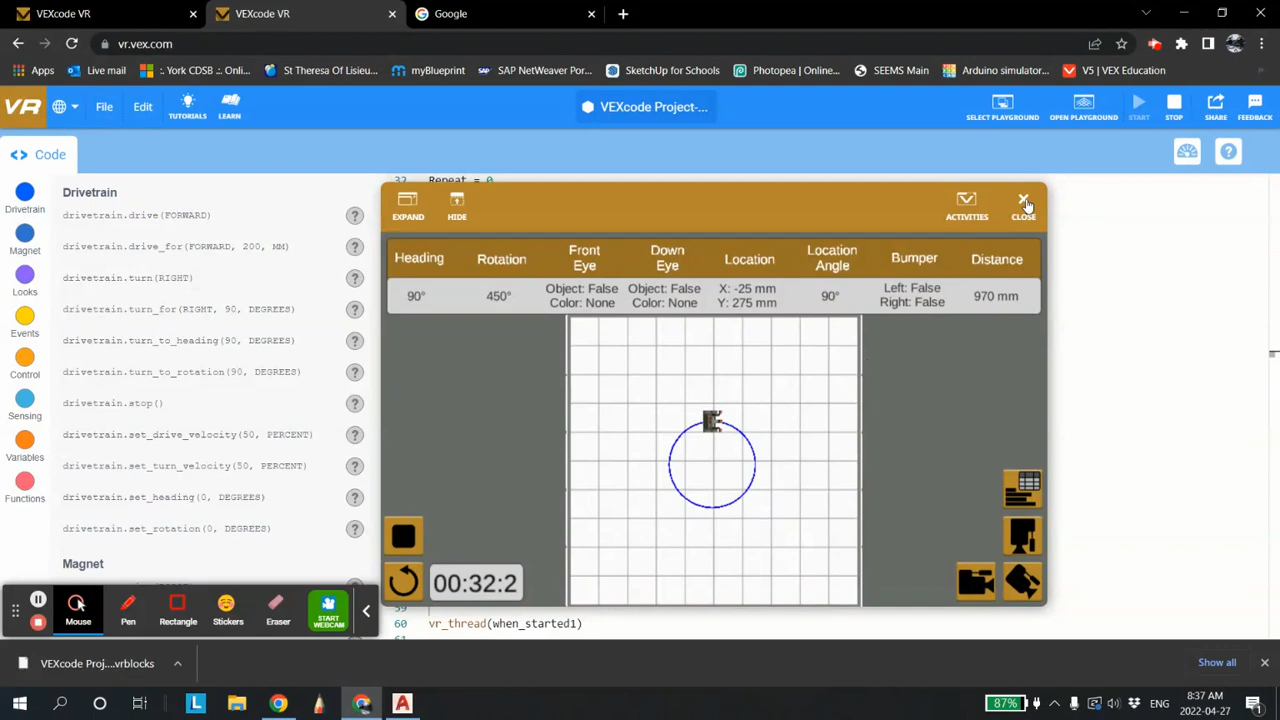 VEXcode VR
VEXcode VR
Google
vr.vex.com
Apps
Live mail
:: York CDSB ::. Onli...
St Theresa Of Lisieu...
myBlueprint
SAP NetWeaver Por...
SketchUp for Schools
Photopea | Online...
SEEMS Main
Arduino simulator...
V5 | VEX Education
VR
File
Edit
TUTORIALS
LEARN
VEXcode Project-...
SELECT PLAYGROUND
OPEN PLAYGROUND
START
STOP
SHARE
FEEDBACK
<> Code
Drivetrain
Magnet
Looks
Events
Control
Sensing
Variables
Functions
Drivetrain
drivetrain.drive(FORWARD)
drivetrain.drive_for(FORWARD, 200, MM)
drivetrain.turn(RIGHT)
drivetrain.turn_for(RIGHT, 90, DEGREES)
drivetrain.turn_to_heading(90, DEGREES)
drivetrain.turn_to_rotation(90, DEGREES)
drivetrain.stop()
drivetrain.set_drive_velocity(50, PERCENT)
drivetrain.set_turn_velocity(50, PERCENT)
drivetrain.set_heading(0, DEGREES)
drivetrain.set_rotation(0, DEGREES)
Magnet
32 Repeat = 0
EXPAND
HIDE
ACTIVITIES
CLOSE
Heading
Rotation
Front Eye
Down Eye
Location
Location Angle
Bumper
Distance
90°
450°
Object: False
Color: None
Object: False
Color: None
X: -25 mm
Y: 275 mm
90°
Left: False
Right: False
970 mm
00:32:2
59
60 vr_thread(when_started1)
Mouse
Pen
Rectangle
Stickers
Eraser
START WEBCAM
VEXcode Proj....vrblocks
Show all
87%
ENG
8:37 AM
2022-04-27